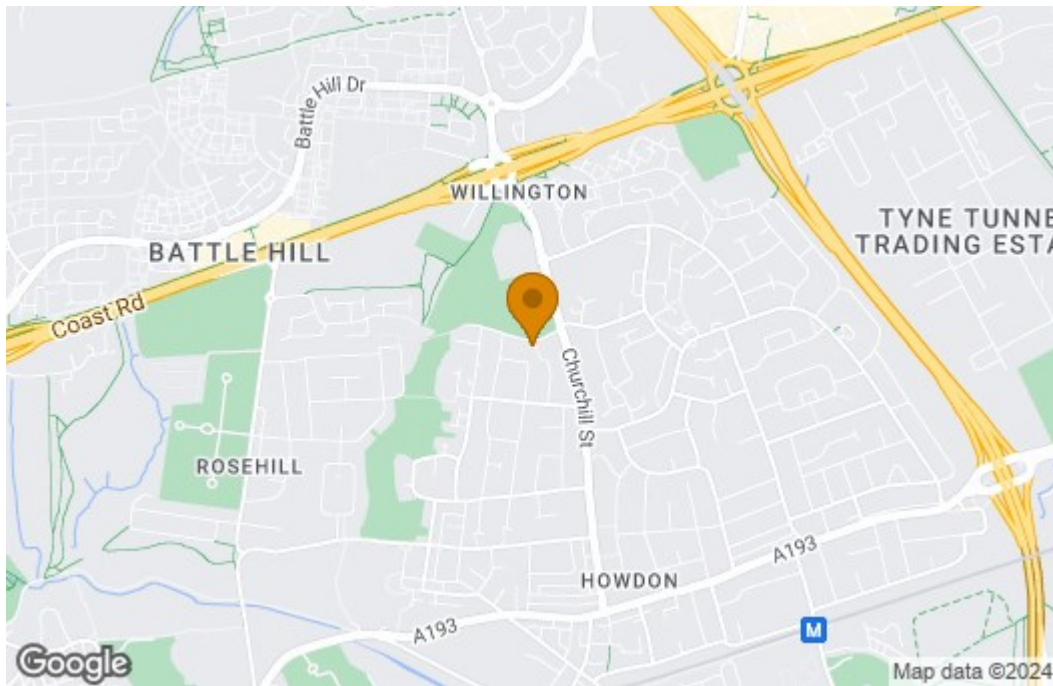 Battle Hill Dr
WILLINGTON
TYNE TUNNE
TRADING ESTA
BATTLE HILL
Coast Rd
Churchill St
ROSEHILL
A193
HOWDON
A193
M
Google
Map data ©2024